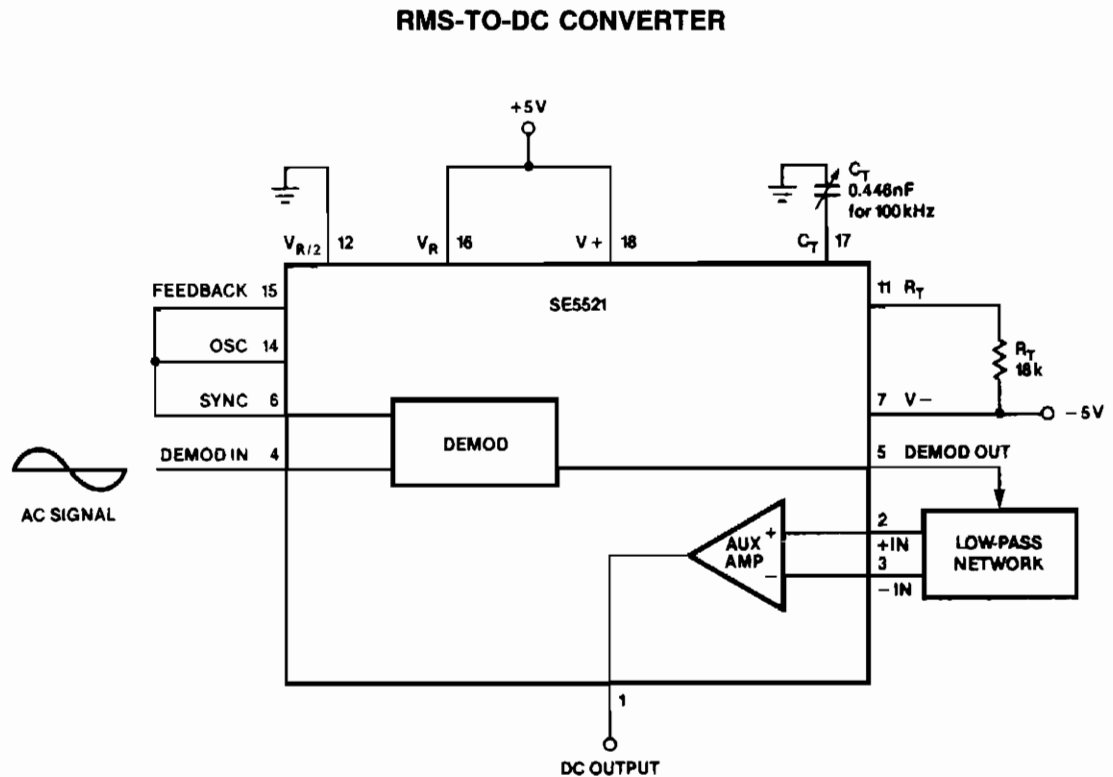 RMS-TO-DC CONVERTER
+5V
C_T
0.446nF
for 100kHz
V_R/2 12
V_R 16
V+ 18
C_T 17
FEEDBACK 15
OSC 14
SYNC 6
DEMOD IN 4
AC SIGNAL
SE5521
DEMOD
AUX
AMP
+
−
11 R_T
R_T
18k
7 V−
−5V
5 DEMOD OUT
2
+IN
3
−IN
LOW-PASS
NETWORK
1
DC OUTPUT